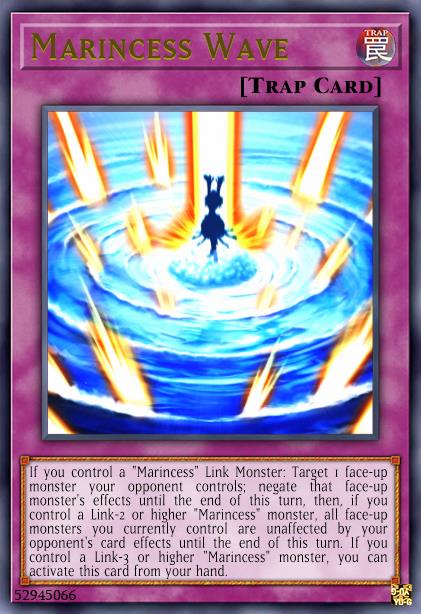 Marincess Wave
TRAP
罠
[Trap Card]
If you control a "Marincess" Link Monster: Target 1 face-up
monster your opponent controls; negate that face-up
monster's effects until the end of this turn, then, if you
control a Link-2 or higher "Marincess" monster, all face-up
monsters you currently control are unaffected by your
opponent's card effects until the end of this turn. If you
control a Link-3 or higher "Marincess" monster, you can
activate this card from your hand.
52945066